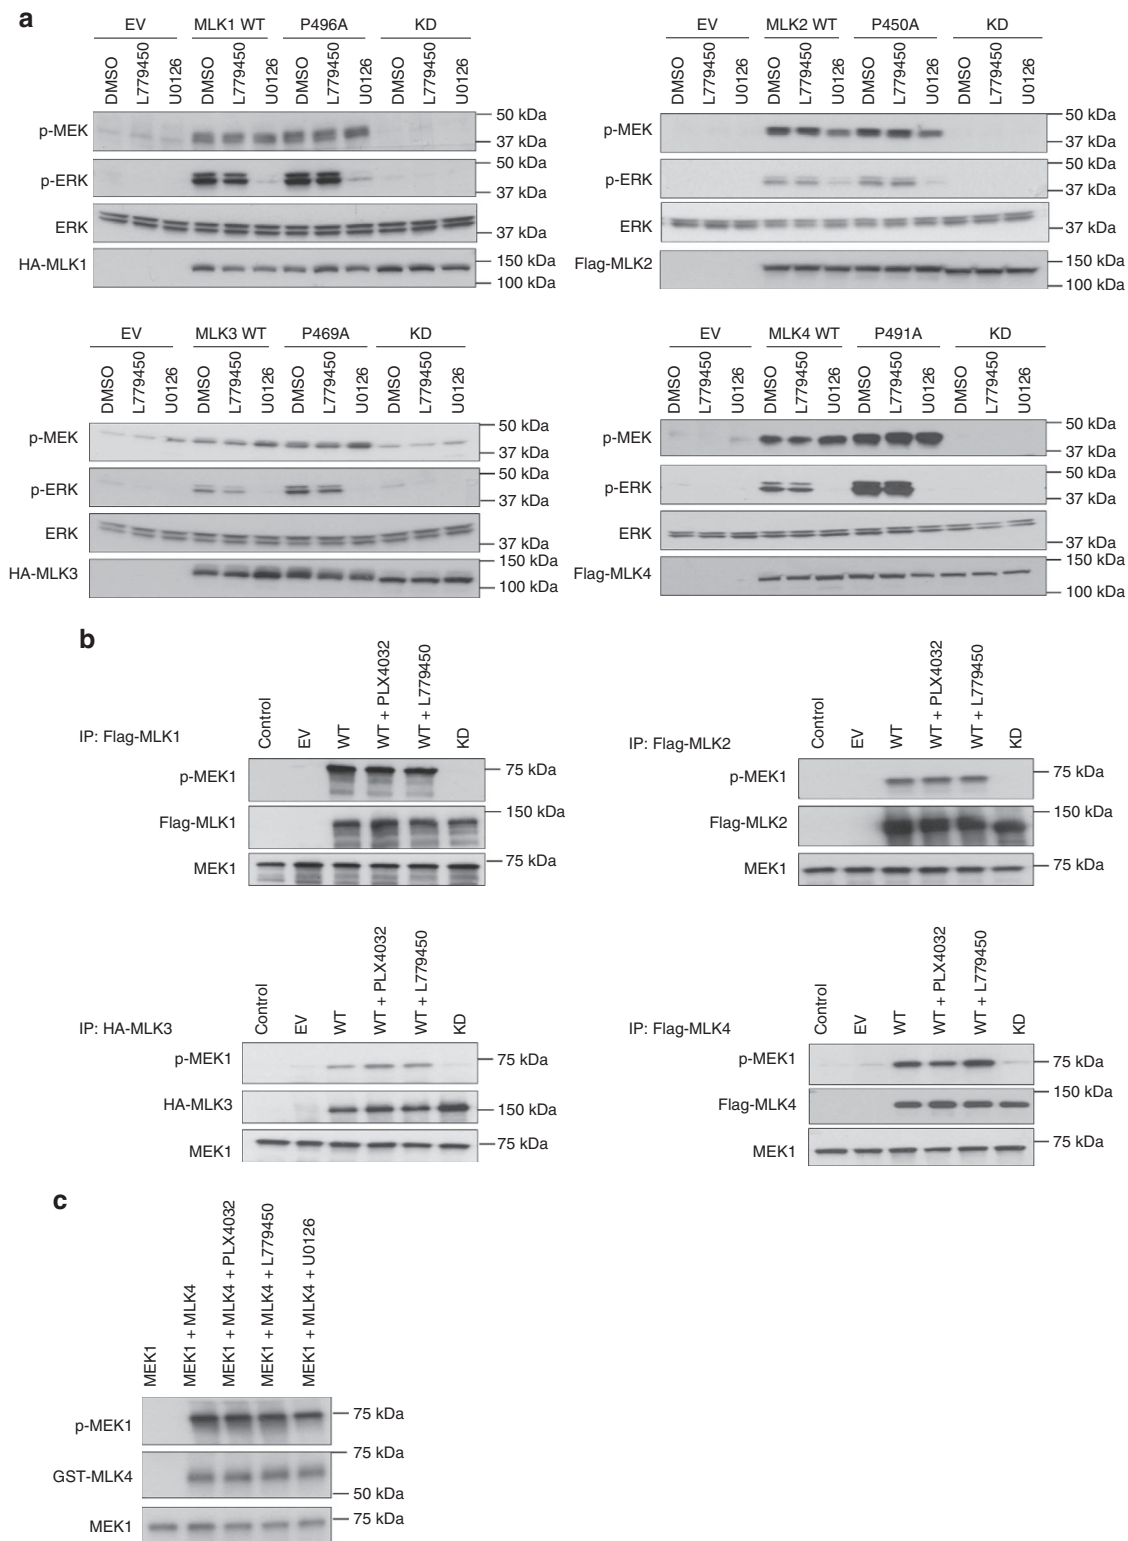 a
EV MLK1 WT P496A KD
DMSO L779450 U0126 DMSO L779450 U0126 DMSO L779450 U0126 DMSO L779450 U0126
p-MEK 50 kDa 37 kDa
p-ERK 50 kDa 37 kDa
ERK 37 kDa
HA-MLK1 150 kDa 100 kDa
EV MLK2 WT P450A KD
DMSO L779450 U0126 DMSO L779450 U0126 DMSO L779450 U0126 DMSO L779450 U0126
p-MEK 50 kDa 37 kDa
p-ERK 50 kDa 37 kDa
ERK 37 kDa
Flag-MLK2 150 kDa 100 kDa
EV MLK3 WT P469A KD
DMSO L779450 U0126 DMSO L779450 U0126 DMSO L779450 U0126 DMSO L779450 U0126
p-MEK 50 kDa 37 kDa
p-ERK 50 kDa 37 kDa
ERK 37 kDa
HA-MLK3 150 kDa 100 kDa
EV MLK4 WT P491A KD
DMSO L779450 U0126 DMSO L779450 U0126 DMSO L779450 U0126 DMSO L779450 U0126
p-MEK 50 kDa 37 kDa
p-ERK 50 kDa 37 kDa
ERK 37 kDa
Flag-MLK4 150 kDa 100 kDa
b
IP: Flag-MLK1 Control EV WT WT + PLX4032 WT + L779450 KD
p-MEK1 75 kDa
Flag-MLK1 150 kDa
MEK1 75 kDa
IP: Flag-MLK2 Control EV WT WT + PLX4032 WT + L779450 KD
p-MEK1 75 kDa
Flag-MLK2 150 kDa
MEK1 75 kDa
IP: HA-MLK3 Control EV WT WT + PLX4032 WT + L779450 KD
p-MEK1 75 kDa
HA-MLK3 150 kDa
MEK1 75 kDa
IP: Flag-MLK4 Control EV WT WT + PLX4032 WT + L779450 KD
p-MEK1 75 kDa
Flag-MLK4 150 kDa
MEK1 75 kDa
c
MEK1 MEK1 + MLK4 MEK1 + MLK4 + PLX4032 MEK1 + MLK4 + L779450 MEK1 + MLK4 + U0126
p-MEK1 75 kDa
GST-MLK4 75 kDa 50 kDa
MEK1 75 kDa